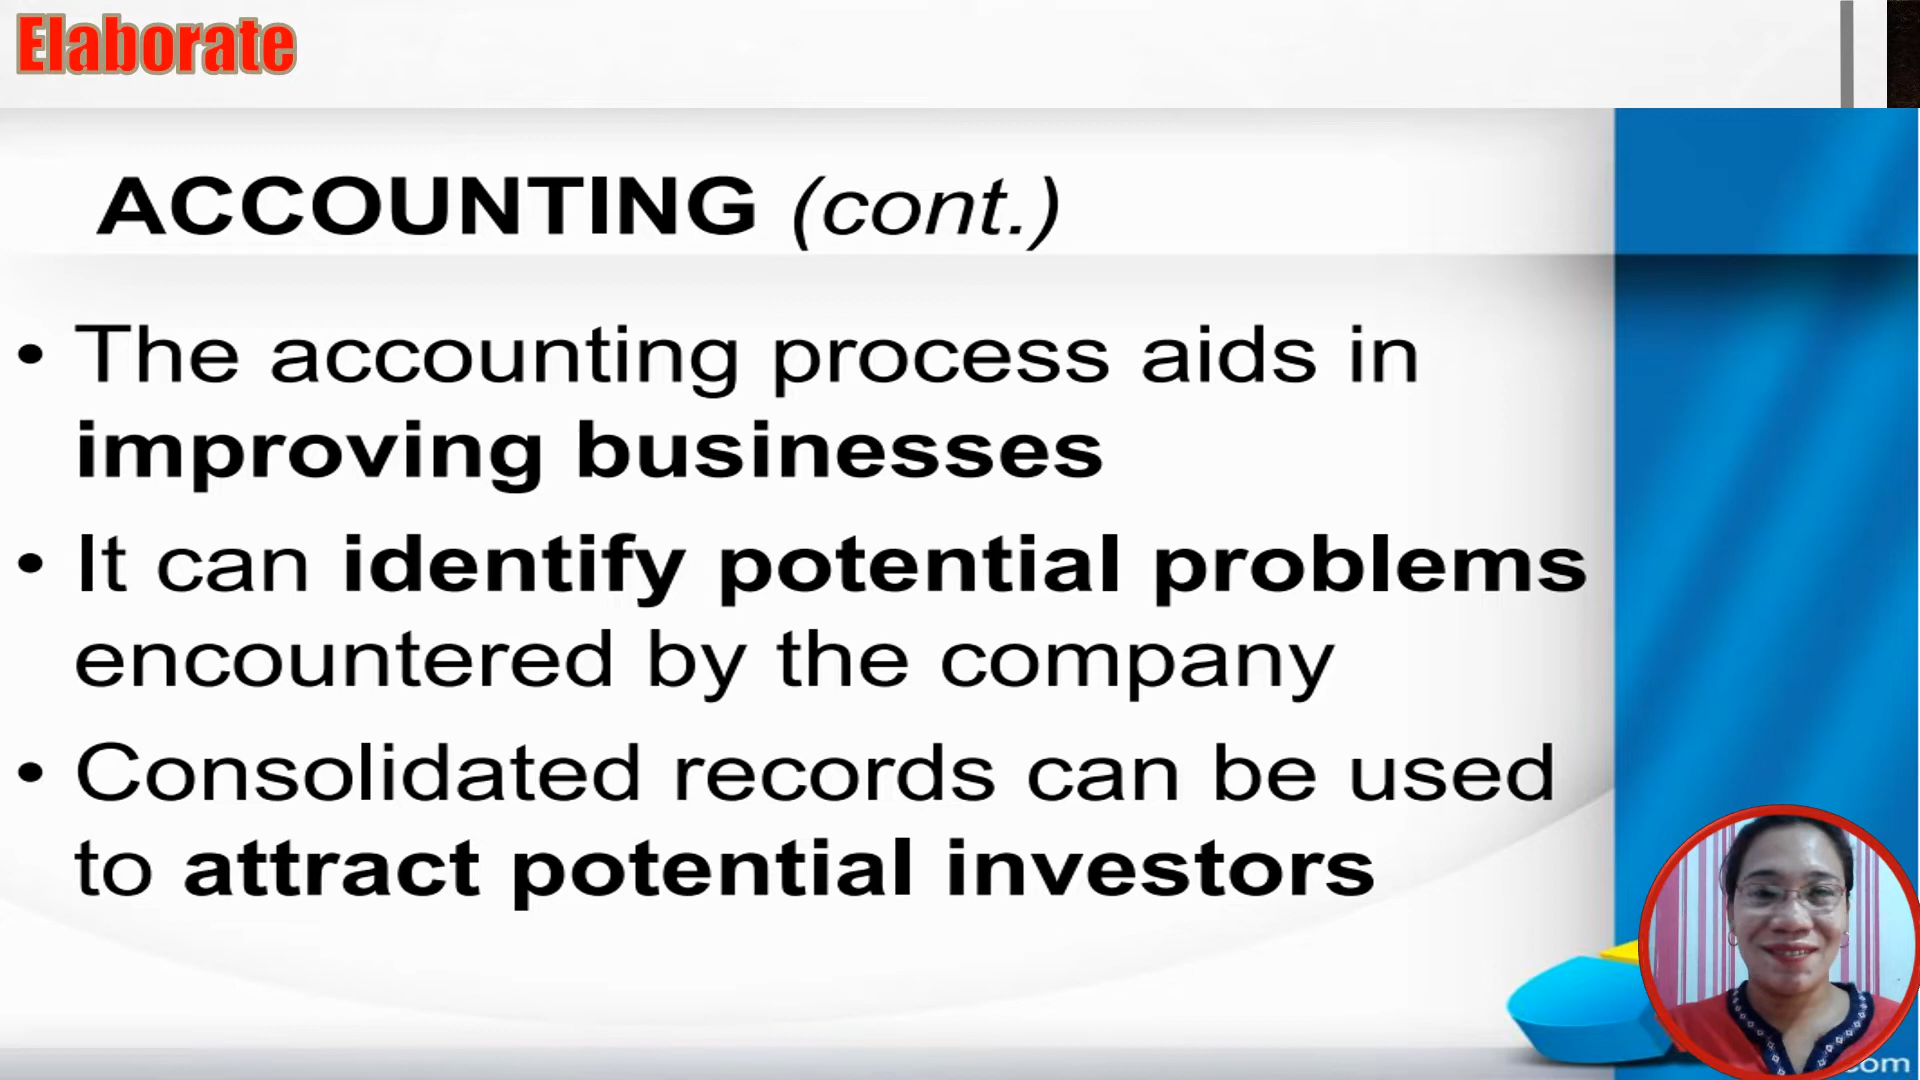 Elaborate
ACCOUNTING (cont.)
• The accounting process aids in
improving businesses
• It can identify potential problems
encountered by the company
• Consolidated records can be used
to attract potential investors
com